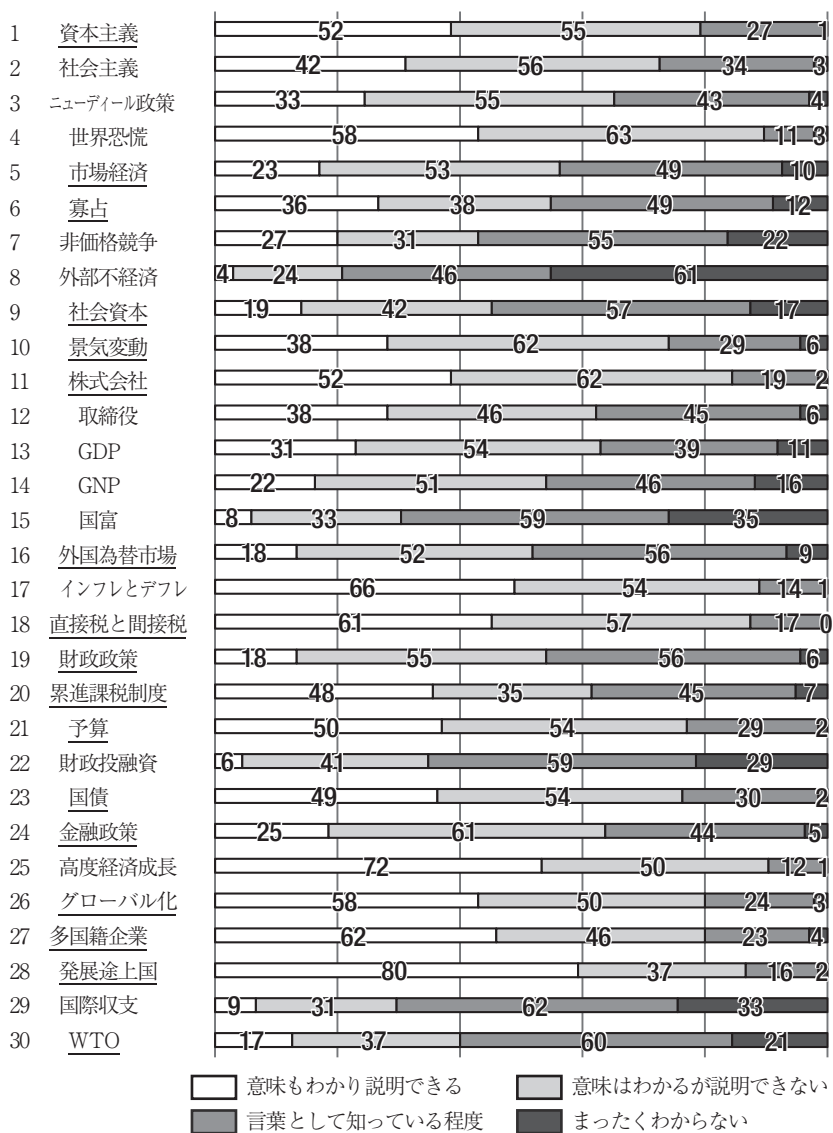 1 資本主義 52 55 27 1
2 社会主義 42 56 34 3
3 ニューディール政策 33 55 43 4
4 世界恐慌 58 63 11 3
5 市場経済 23 53 49 10
6 寡占 36 38 49 12
7 非価格競争 27 31 55 22
8 外部不経済 4 24 46 61
9 社会資本 19 42 57 17
10 景気変動 38 62 29 6
11 株式会社 52 62 19 2
12 取締役 38 46 45 6
13 GDP 31 54 39 11
14 GNP 22 51 46 16
15 国富 8 33 59 35
16 外国為替市場 18 52 56 9
17 インフレとデフレ 66 54 14 1
18 直接税と間接税 61 57 17 0
19 財政政策 18 55 56 6
20 累進課税制度 48 35 45 7
21 予算 50 54 29 2
22 財政投融資 6 41 59 29
23 国債 49 54 30 2
24 金融政策 25 61 44 5
25 高度経済成長 72 50 12 1
26 グローバル化 58 50 24 3
27 多国籍企業 62 46 23 4
28 発展途上国 80 37 16 2
29 国際収支 9 31 62 33
30 WTO 17 37 60 21
意味もわかり説明できる 意味はわかるが説明できない
言葉として知っている程度 まったくわからない